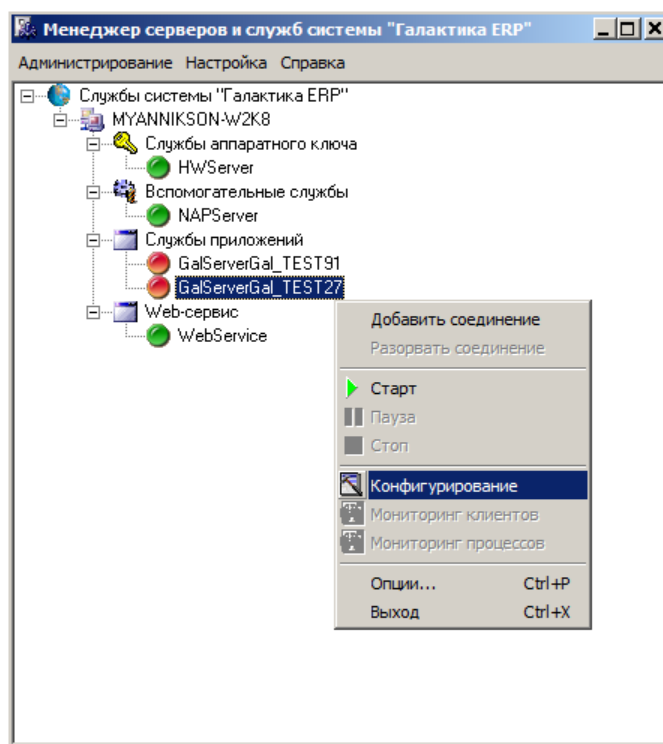 Менеджер серверов и служб системы "Галактика ERP"
Администрирование Настройка Справка
Службы системы "Галактика ERP"
MYANNIKSON-W2K8
Службы аппаратного ключа
HWServer
Вспомогательные службы
NAPServer
Службы приложений
GalServerGal_TEST91
GalServerGal_TEST27
Web-сервис
WebService
Добавить соединение
Разорвать соединение
Старт
Пауза
Стоп
Конфигурирование
Мониторинг клиентов
Мониторинг процессов
Опции... Ctrl+P
Выход Ctrl+X